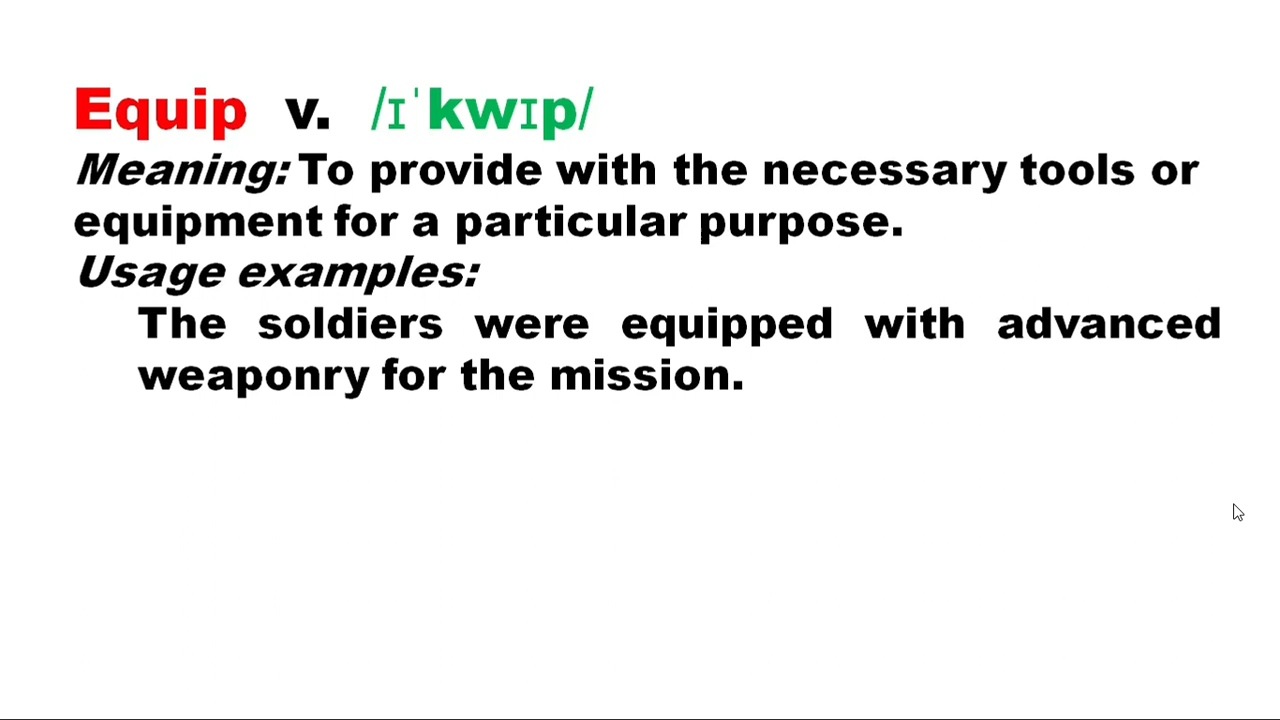 Equip v. /ɪˈkwɪp/
Meaning: To provide with the necessary tools or
equipment for a particular purpose.
Usage examples:
The soldiers were equipped with advanced
weaponry for the mission.